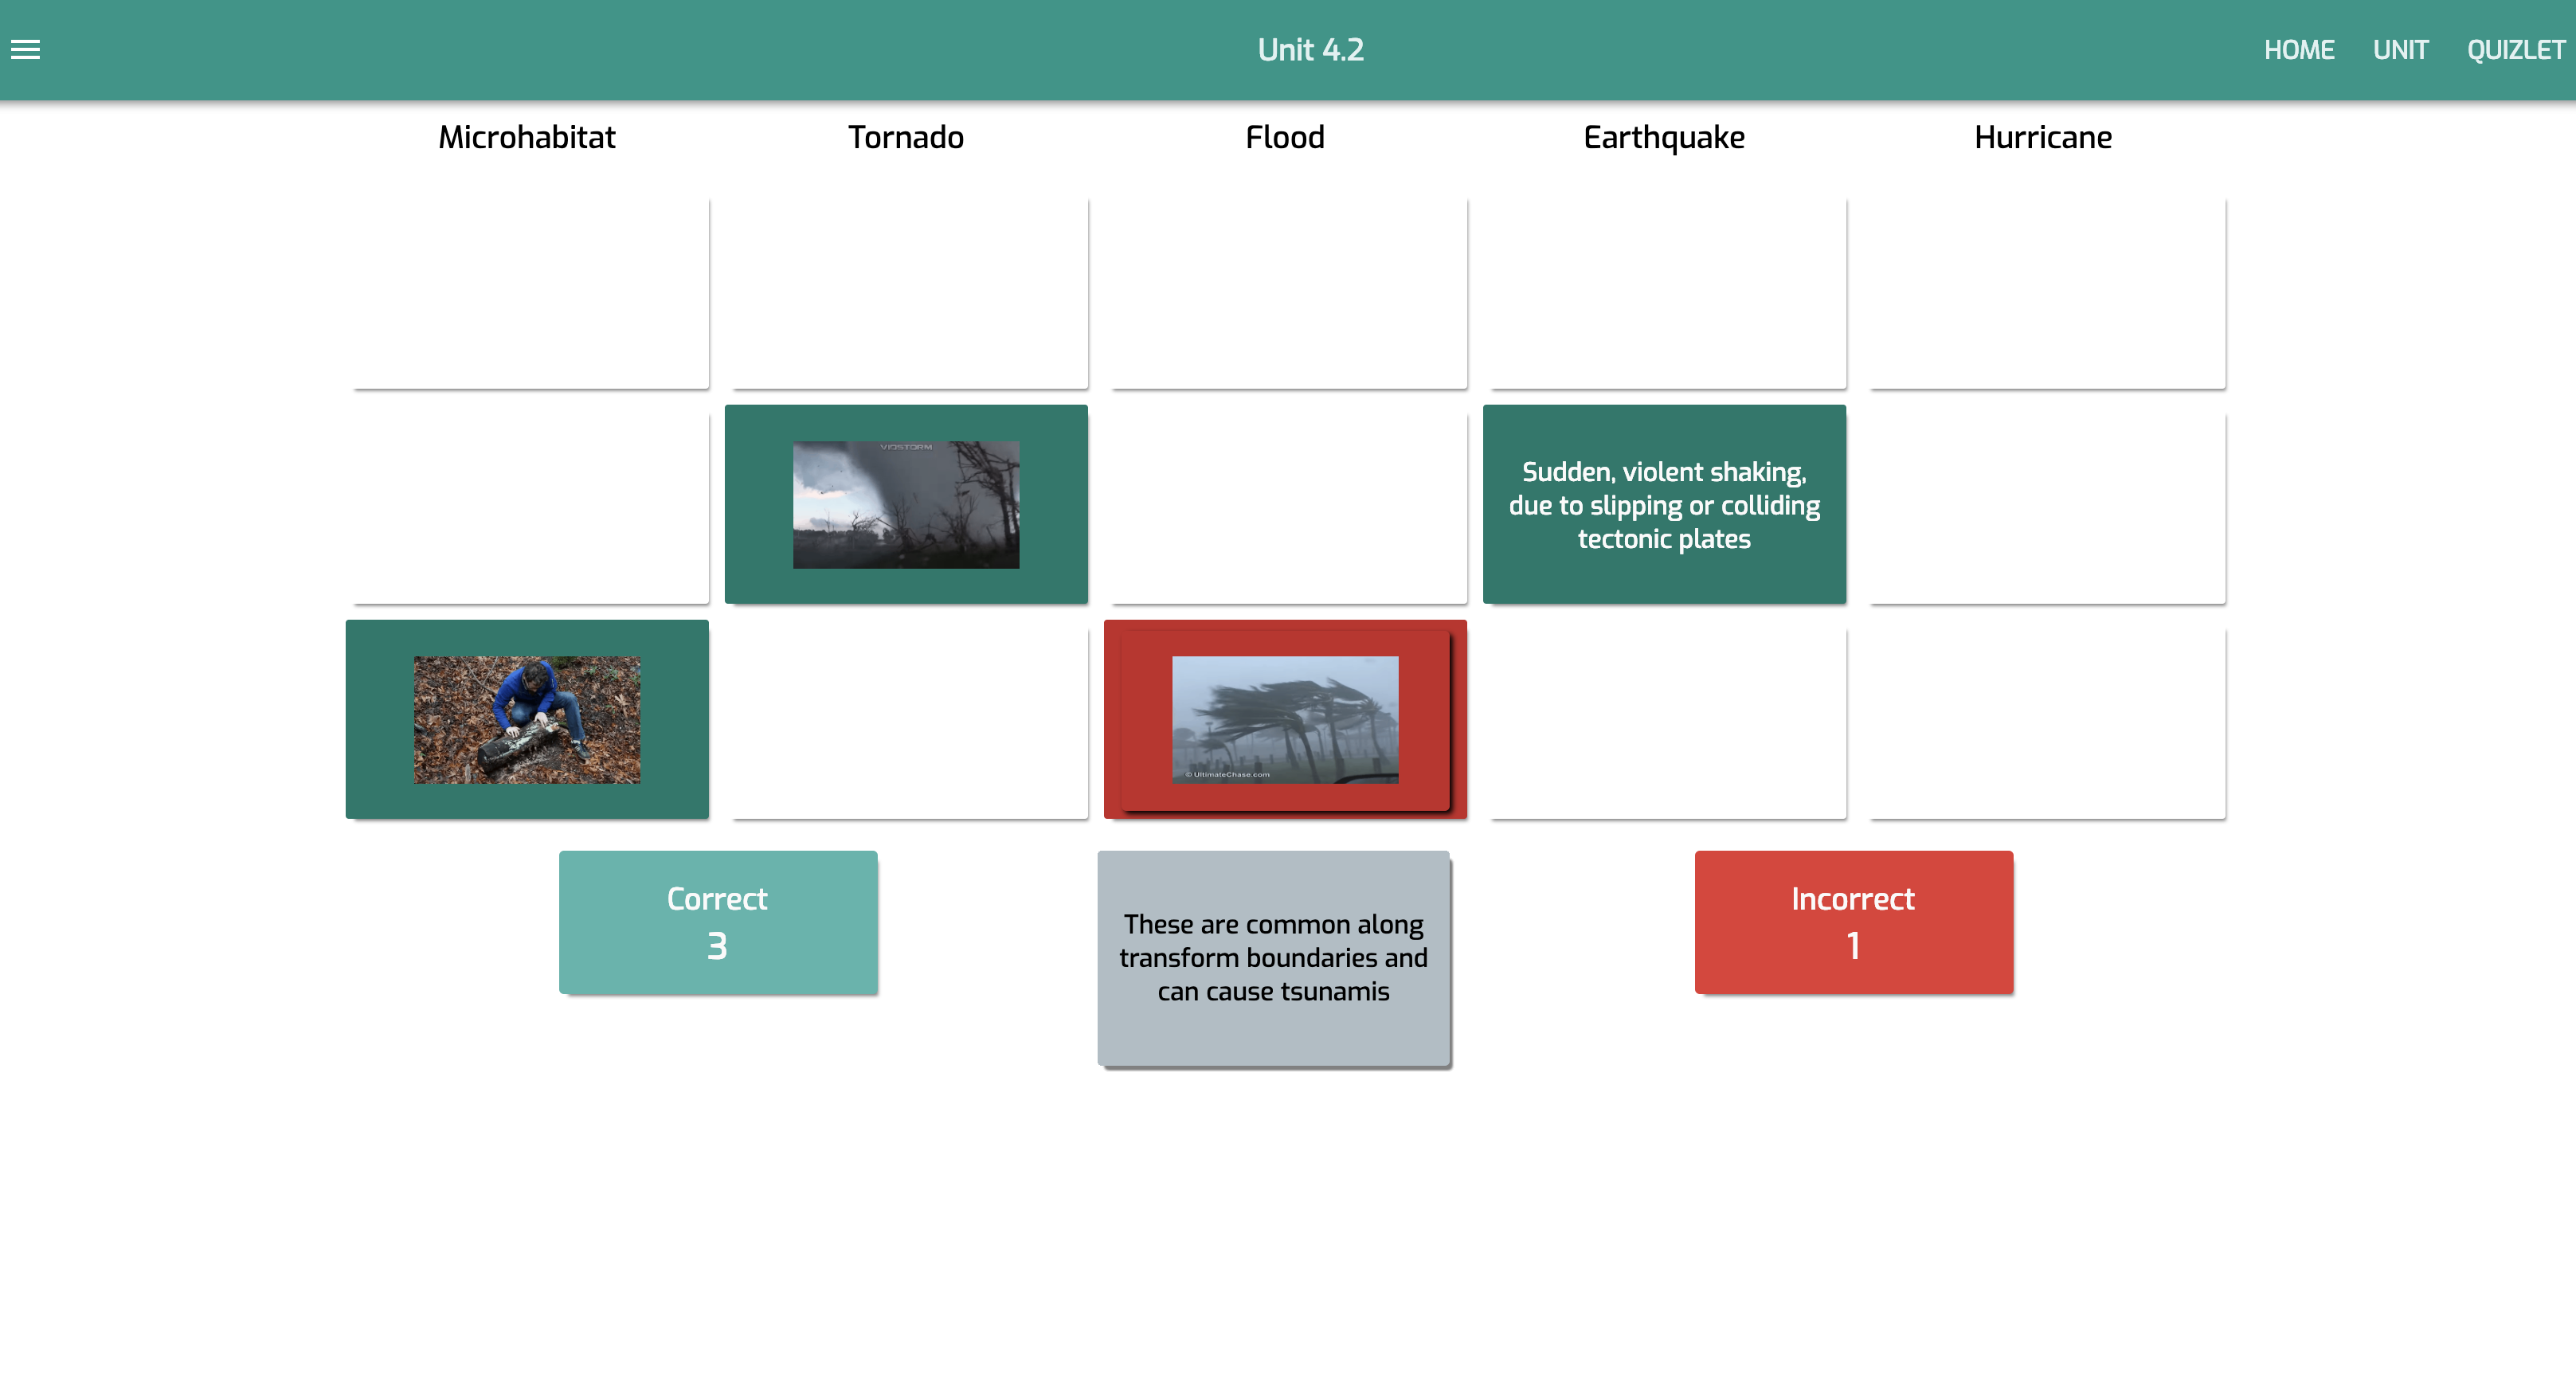 Unit 4.2
HOME UNIT QUIZLET
Microhabitat Tornado Flood Earthquake Hurricane
VIDSTORM
Sudden, violent shaking,
due to slipping or colliding
tectonic plates
© UltimateChase.com
Correct
3
These are common along
transform boundaries and
can cause tsunamis
Incorrect
1